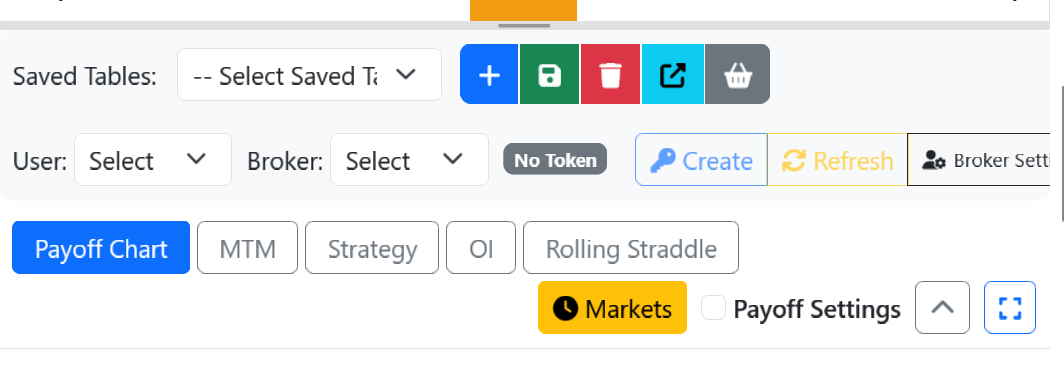 Saved Tables: -- Select Saved Ta
User: Select Broker: Select No Token Create Refresh Broker Setti
Payoff Chart MTM Strategy OI Rolling Straddle
Markets Payoff Settings